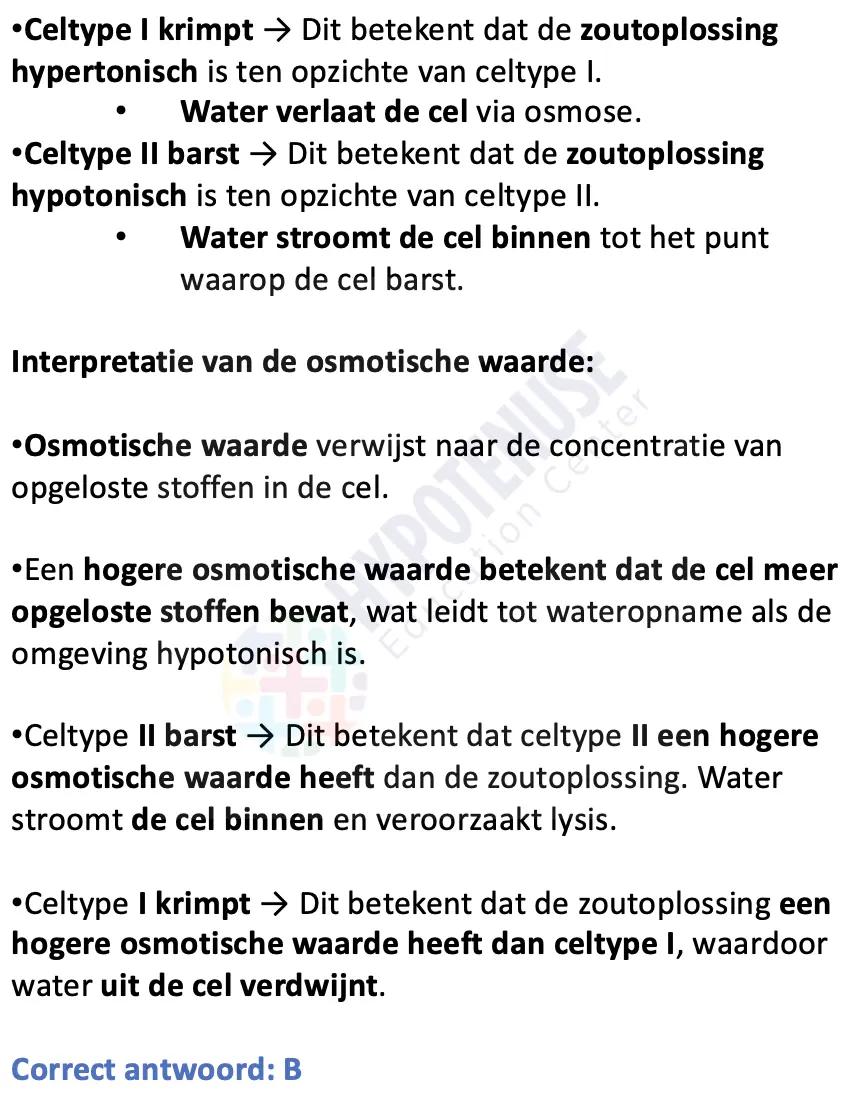 •Celtype I krimpt → Dit betekent dat de zoutoplossing
hypertonisch is ten opzichte van celtype I.
• Water verlaat de cel via osmose.
•Celtype II barst → Dit betekent dat de zoutoplossing
hypotonisch is ten opzichte van celtype II.
• Water stroomt de cel binnen tot het punt
waarop de cel barst.
Interpretatie van de osmotische waarde:
•Osmotische waarde verwijst naar de concentratie van
opgeloste stoffen in de cel.
•Een hogere osmotische waarde betekent dat de cel meer
opgeloste stoffen bevat, wat leidt tot wateropname als de
omgeving hypotonisch is.
•Celtype II barst → Dit betekent dat celtype II een hogere
osmotische waarde heeft dan de zoutoplossing. Water
stroomt de cel binnen en veroorzaakt lysis.
•Celtype I krimpt → Dit betekent dat de zoutoplossing een
hogere osmotische waarde heeft dan celtype I, waardoor
water uit de cel verdwijnt.
Correct antwoord: B
HYPOTENUSE
Education Center